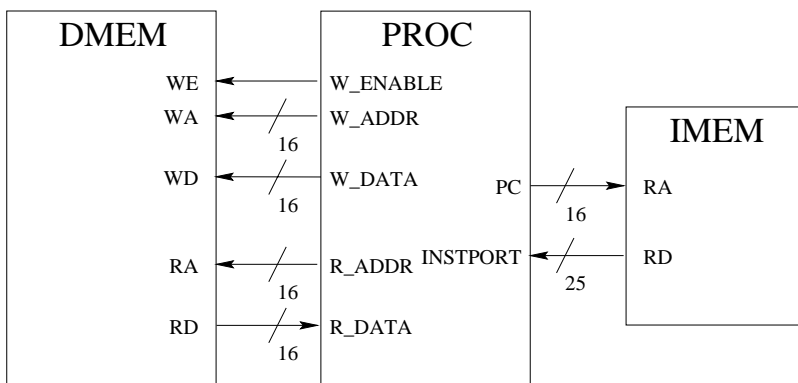 DMEM
PROC
WE
W_ENABLE
WA
16
W_ADDR
IMEM
WD
16
W_DATA
PC
16
RA
RA
16
R_ADDR
INSTPORT
25
RD
RD
16
R_DATA